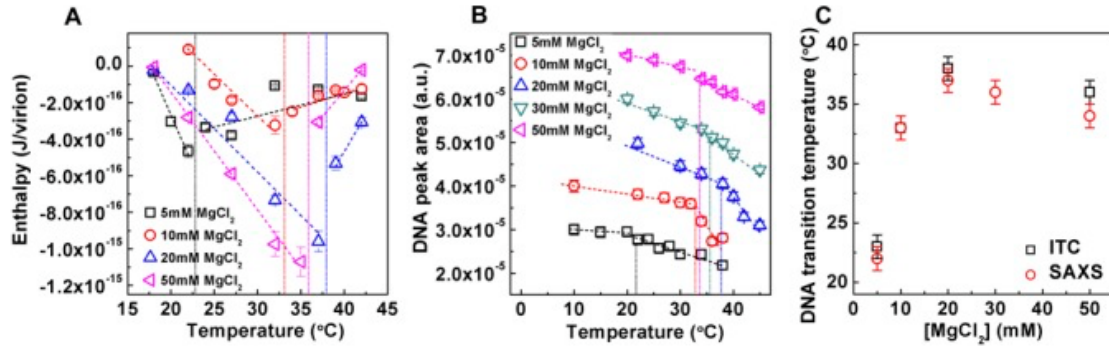 A
Enthalpy (J/virion)
0.0
-2.0x10⁻¹⁶
-4.0x10⁻¹⁶
-6.0x10⁻¹⁶
-8.0x10⁻¹⁶
-1.0x10⁻¹⁵
-1.2x10⁻¹⁵
5mM MgCl₂
10mM MgCl₂
20mM MgCl₂
50mM MgCl₂
15 20 25 30 35 40 45
Temperature (°C)
B
DNA peak area (a.u.)
7.0x10⁻⁵
6.0x10⁻⁵
5.0x10⁻⁵
4.0x10⁻⁵
3.0x10⁻⁵
2.0x10⁻⁵
5mM MgCl₂
10mM MgCl₂
20mM MgCl₂
30mM MgCl₂
50mM MgCl₂
10 20 30 40
Temperature (°C)
C
DNA transition temperature (°C)
40
35
30
25
20
ITC
SAXS
0 10 20 30 40 50
[MgCl₂] (mM)